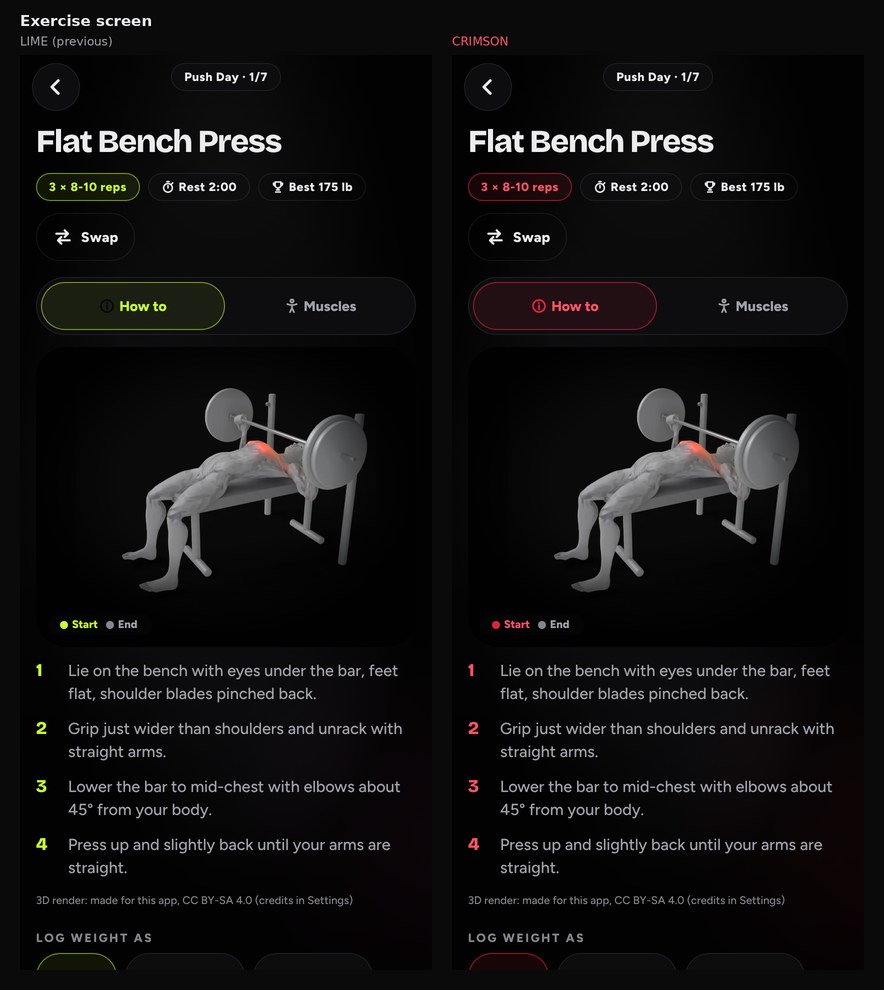 Exercise screen
LIME (previous)
Push Day · 1/7
Flat Bench Press
3 × 8-10 reps
Rest 2:00
Best 175 lb
Swap
How to
Muscles
Start
End
1 Lie on the bench with eyes under the bar, feet
flat, shoulder blades pinched back.
2 Grip just wider than shoulders and unrack with
straight arms.
3 Lower the bar to mid-chest with elbows about
45° from your body.
4 Press up and slightly back until your arms are
straight.
3D render: made for this app, CC BY-SA 4.0 (credits in Settings)
LOG WEIGHT AS
CRIMSON
Push Day · 1/7
Flat Bench Press
3 × 8-10 reps
Rest 2:00
Best 175 lb
Swap
How to
Muscles
Start
End
1 Lie on the bench with eyes under the bar, feet
flat, shoulder blades pinched back.
2 Grip just wider than shoulders and unrack with
straight arms.
3 Lower the bar to mid-chest with elbows about
45° from your body.
4 Press up and slightly back until your arms are
straight.
3D render: made for this app, CC BY-SA 4.0 (credits in Settings)
LOG WEIGHT AS